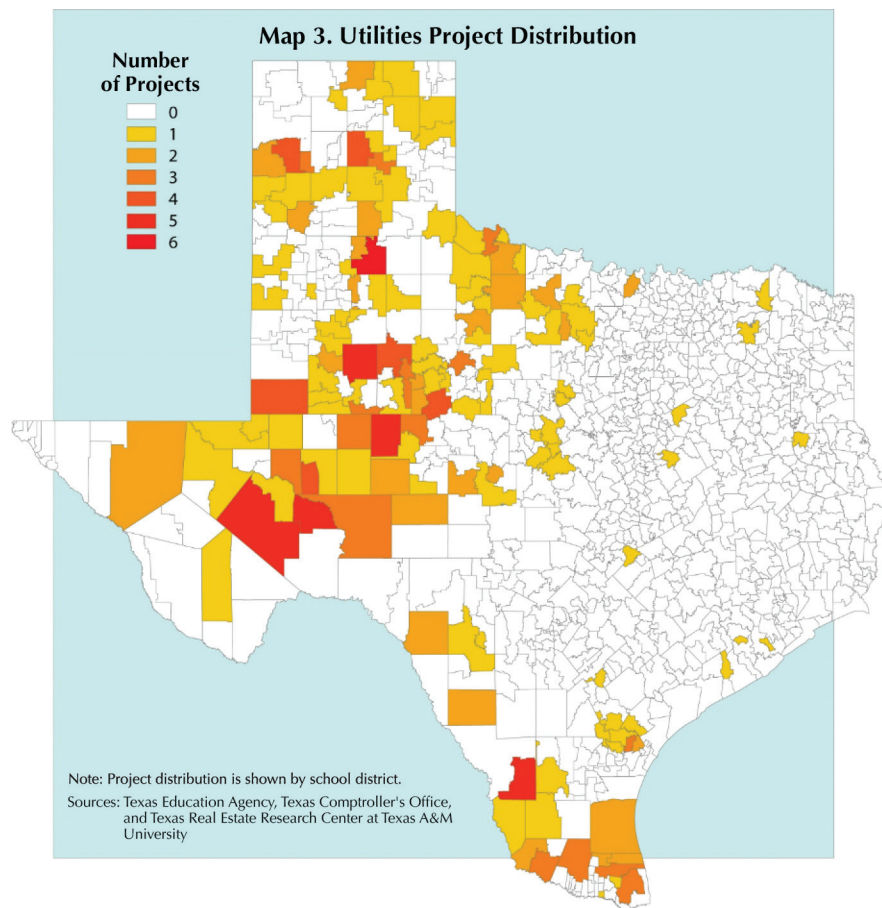 Map 3. Utilities Project Distribution
Number
of Projects
0
1
2
3
4
5
6
Note: Project distribution is shown by school district.
Sources: Texas Education Agency, Texas Comptroller's Office,
and Texas Real Estate Research Center at Texas A&M
University